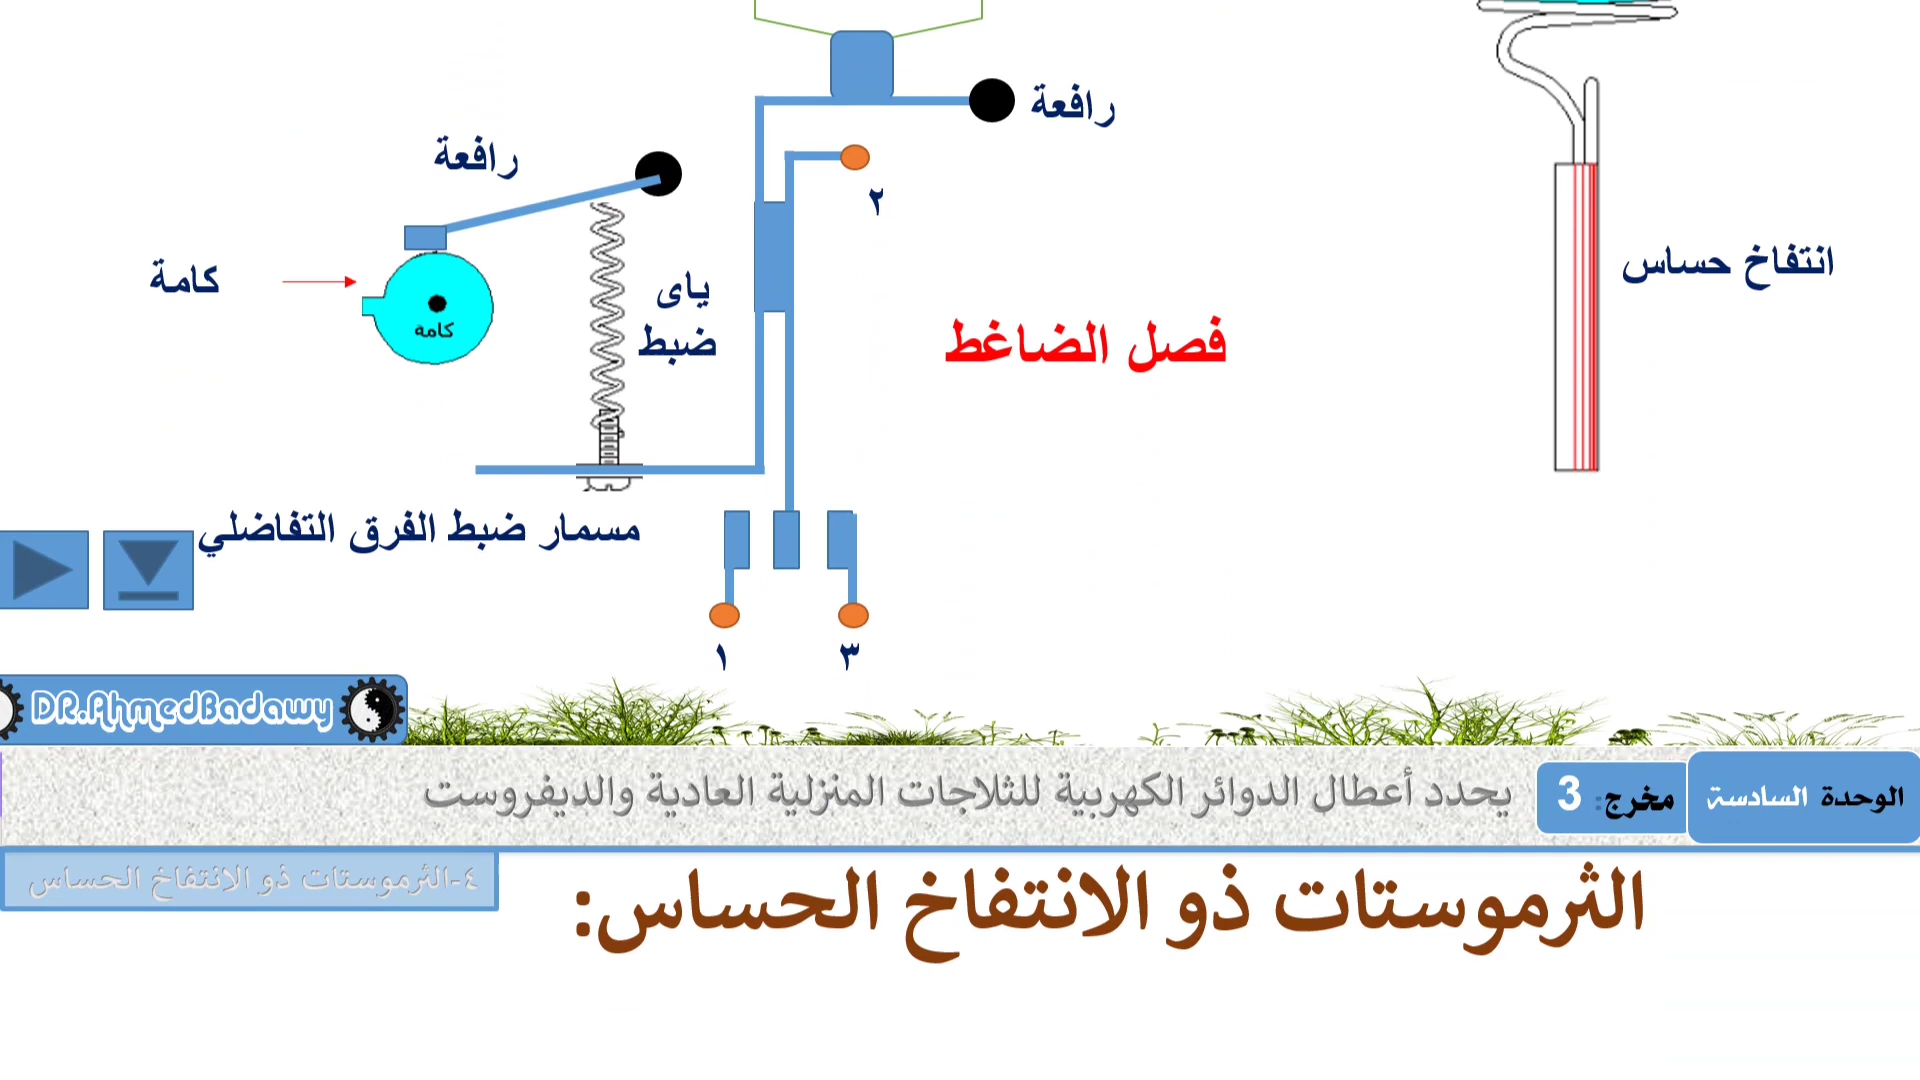 رافعة
رافعة
٢
كامة
كامة
ياى
ضبط
انتفاخ حساس
فصل الضاغط
مسمار ضبط الفرق التفاضلي
١
٣
DR.AhmedBadawy
الوحدة السادسة
مخرج: 3
يحدد أعطال الدوائر الكهربية للثلاجات المنزلية العادية والديفروست
٤-الثرموستات ذو الانتفاخ الحساس
الثرموستات ذو الانتفاخ الحساس: